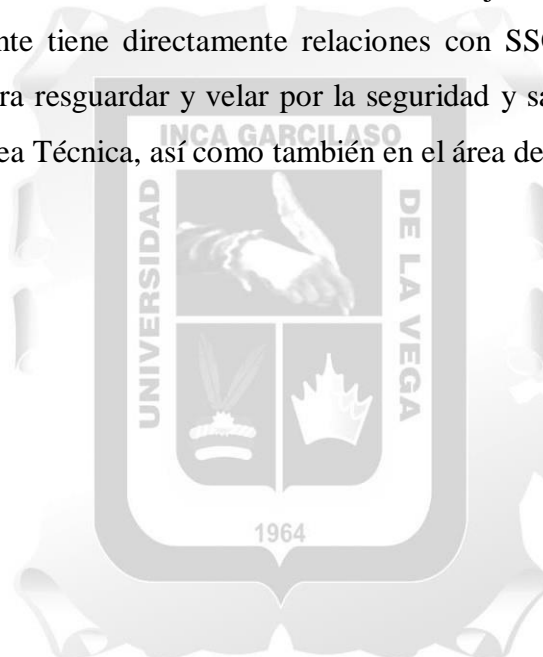 nte tiene directamente relaciones con SSO
ra resguardar y velar por la seguridad y sa
ea Técnica, así como también en el área de
INCA GARCILASO
UNIVERSIDAD
DE LA VEGA
1964